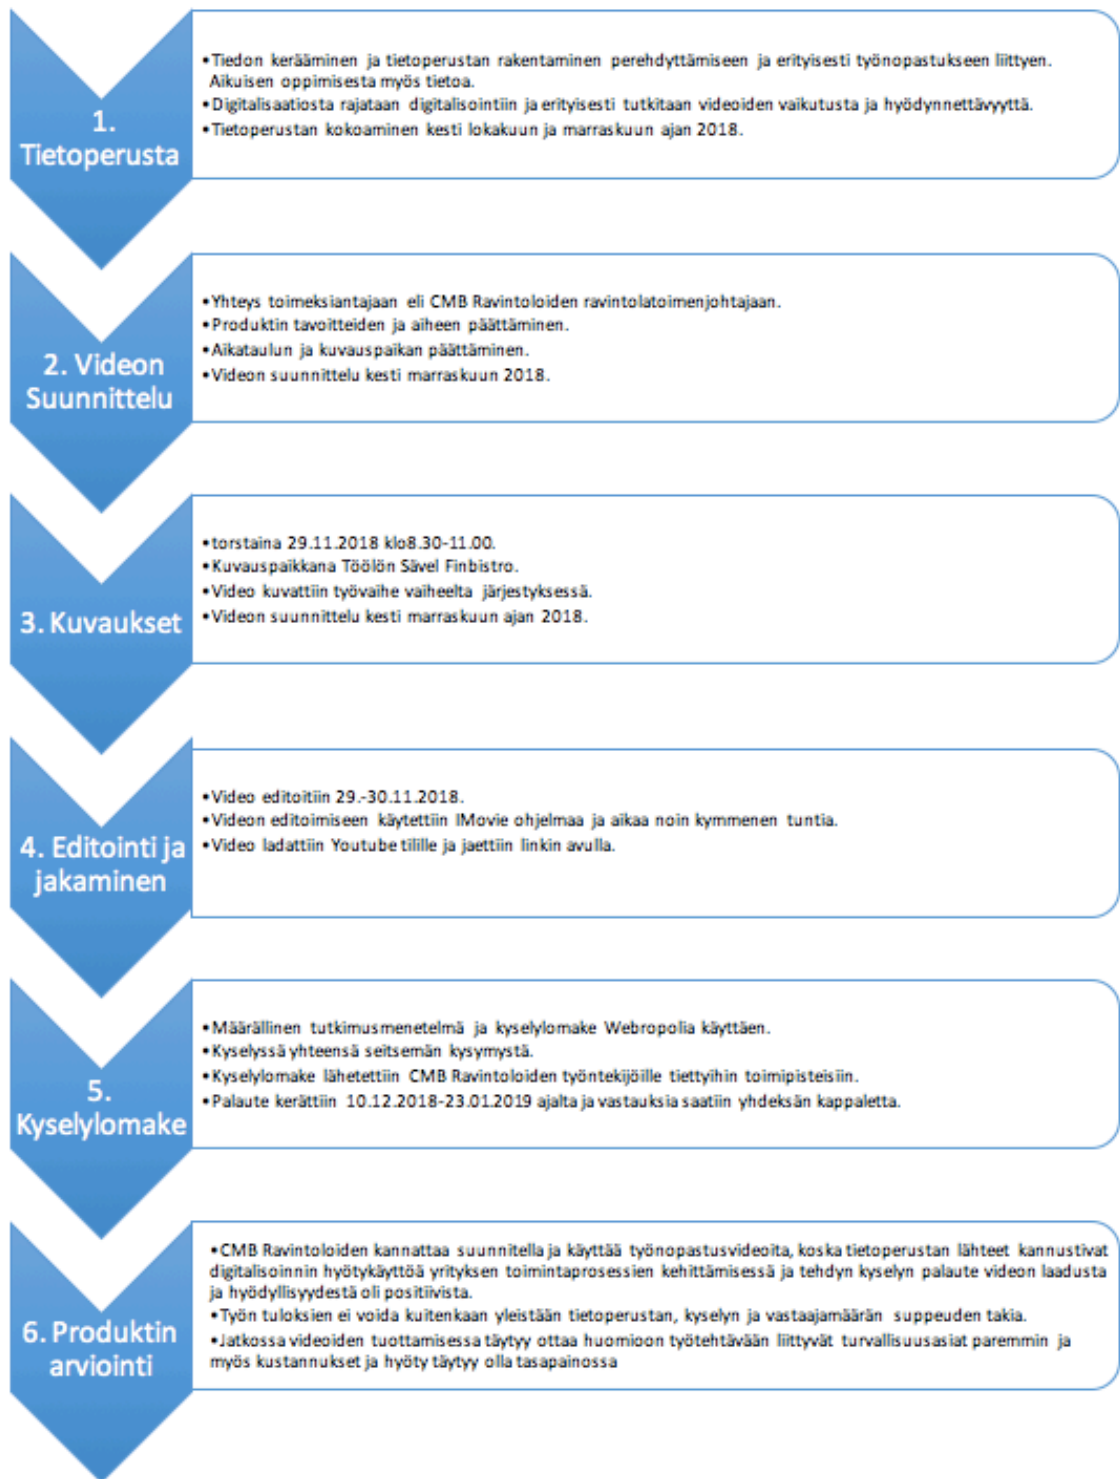 1.
Tietoperusta
•Tiedon kerääminen ja tietoperustan rakentaminen perehdyttämiseen ja erityisesti työnopastukseen liittyen.
Aikuisen oppimisesta myös tietoa.
•Digitalisaatiosta rajataan digitalisointiin ja erityisesti tutkitaan videoiden vaikutusta ja hyödynnettävyyttä.
•Tietoperustan kokoaminen kesti lokakuun ja marraskuun ajan 2018.
2. Videon
Suunnittelu
•Yhteys toimeksiantajaan eli CMB Ravintoloiden ravintolatoimenjohtajaan.
•Produktin tavoitteiden ja aiheen päättäminen.
•Aikataulun ja kuvauspaikan päättäminen.
•Videon suunnittelu kesti marraskuun 2018.
3. Kuvaukset
•torstaina 29.11.2018 klo8.30-11.00.
•Kuvauspaikkana Töölön Sävel Finbistro.
•Video kuvattiin työvaihe vaiheelta järjestyksessä.
•Videon suunnittelu kesti marraskuun ajan 2018.
4. Editointi ja
jakaminen
•Video editoitiin 29.-30.11.2018.
•Videon editoimiseen käytettiin IMovie ohjelmaa ja aikaa noin kymmenen tuntia.
•Video ladattiin Youtube tilille ja jaettiin linkin avulla.
5.
Kyselylomake
•Määrällinen tutkimusmenetelmä ja kyselylomake Webropolia käyttäen.
•Kyselyssä yhteensä seitsemän kysymystä.
•Kyselylomake lähetettiin CMB Ravintoloiden työntekijöille tiettyihin toimipisteisiin.
•Palaute kerättiin 10.12.2018-23.01.2019 ajalta ja vastauksia saatiin yhdeksän kappaletta.
6. Produktin
arviointi
•CMB Ravintoloiden kannattaa suunnitella ja käyttää työnopastusvideoita, koska tietoperustan lähteet kannustivat
digitalisoinnin hyötykäyttöä yrityksen toimintaprosessien kehittämisessä ja tehdyn kyselyn palaute videon laadusta
ja hyödyllisyydestä oli positiivista.
•Työn tuloksien ei voida kuitenkaan yleistään tietoperustan, kyselyn ja vastaajamäärän suppeuden takia.
•Jatkossa videoiden tuottamisessa täytyy ottaa huomioon työtehtävään liittyvät turvallisuusasiat paremmin ja
myös kustannukset ja hyöty täytyy olla tasapainossa